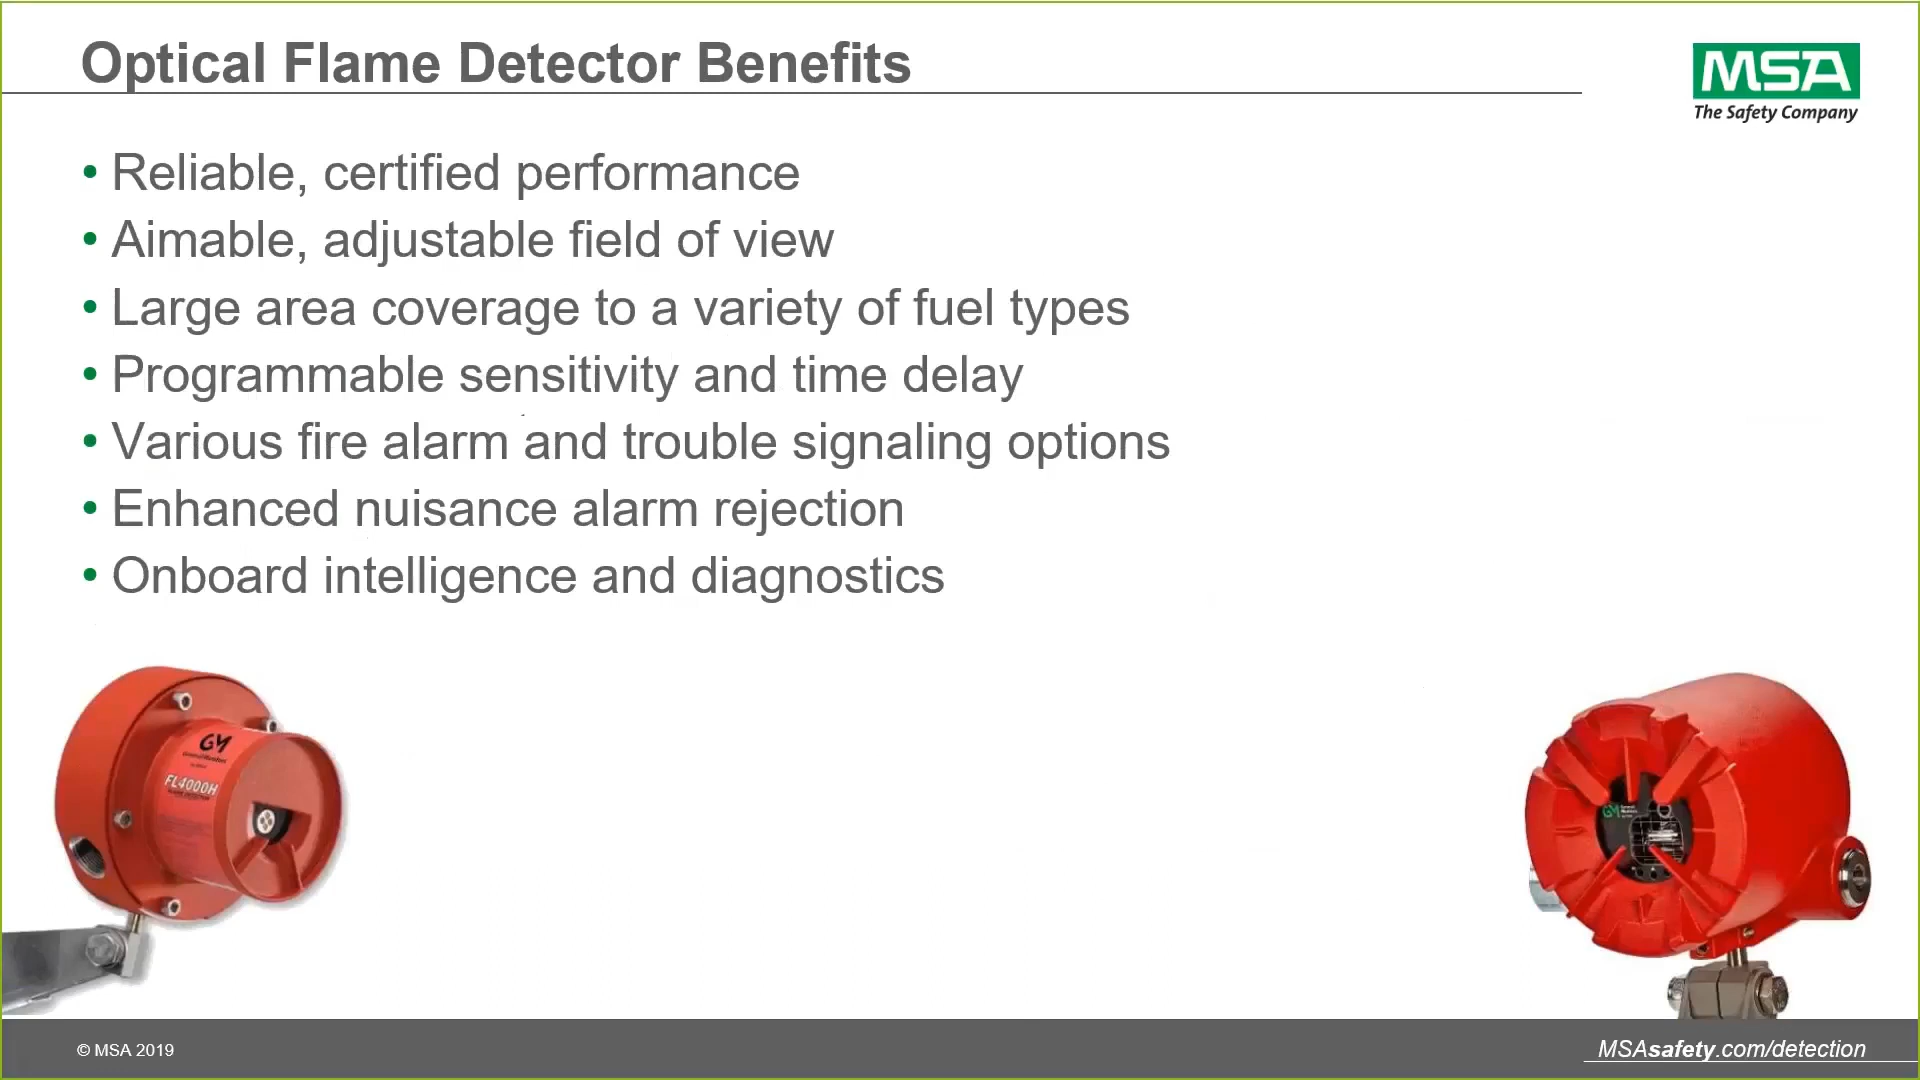 Optical Flame Detector Benefits
MSA
The Safety Company
• Reliable, certified performance
• Aimable, adjustable field of view
• Large area coverage to a variety of fuel types
• Programmable sensitivity and time delay
• Various fire alarm and trouble signaling options
• Enhanced nuisance alarm rejection
• Onboard intelligence and diagnostics
GM
FL4000H
GM
© MSA 2019
MSAsafety.com/detection